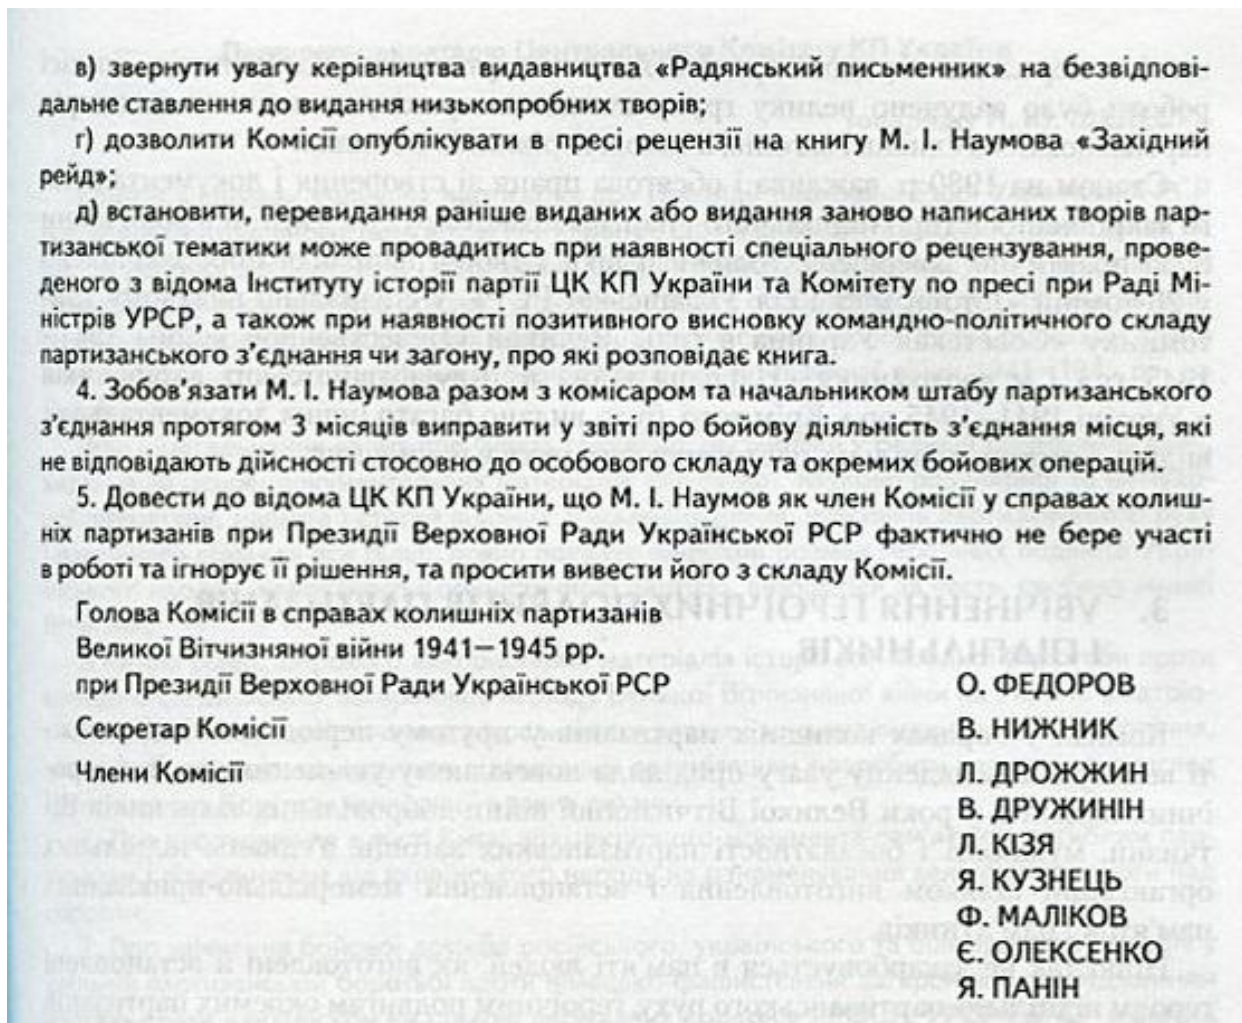 в) звернути увагу керівництва видавництва «Радянський письменник» на безвідпові-
дальне ставлення до видання низькопробних творів;
г) дозволити Комісії опублікувати в пресі рецензії на книгу М. І. Наумова «Західний
рейд»;
д) встановити, перевидання раніше виданих або видання заново написаних творів пар-
тизанської тематики може провадитись при наявності спеціального рецензування, прове-
деного з відома Інституту історії партії ЦК КП України та Комітету по пресі при Раді Мі-
ністрів УРСР, а також при наявності позитивного висновку командно-політичного складу
партизанського з’єднання чи загону, про які розповідає книга.
4. Зобов’язати М. І. Наумова разом з комісаром та начальником штабу партизанського
з’єднання протягом 3 місяців виправити у звіті про бойову діяльність з’єднання місця, які
не відповідають дійсності стосовно до особового складу та окремих бойових операцій.
5. Довести до відома ЦК КП України, що М. І. Наумов як член Комісії у справах колиш-
ніх партизанів при Президії Верховної Ради Української РСР фактично не бере участі
в роботі та ігнорує її рішення, та просити вивести його з складу Комісії.
Голова Комісії в справах колишніх партизанів
Великої Вітчизняної війни 1941—1945 рр.
при Президії Верховної Ради Української РСР О. ФЕДОРОВ
Секретар Комісії В. НИЖНИК
Члени Комісії Л. ДРОЖЖИН
В. ДРУЖИНІН
Л. КІЗЯ
Я. КУЗНЕЦЬ
Ф. МАЛІКОВ
Є. ОЛЕКСЕНКО
Я. ПАНІН